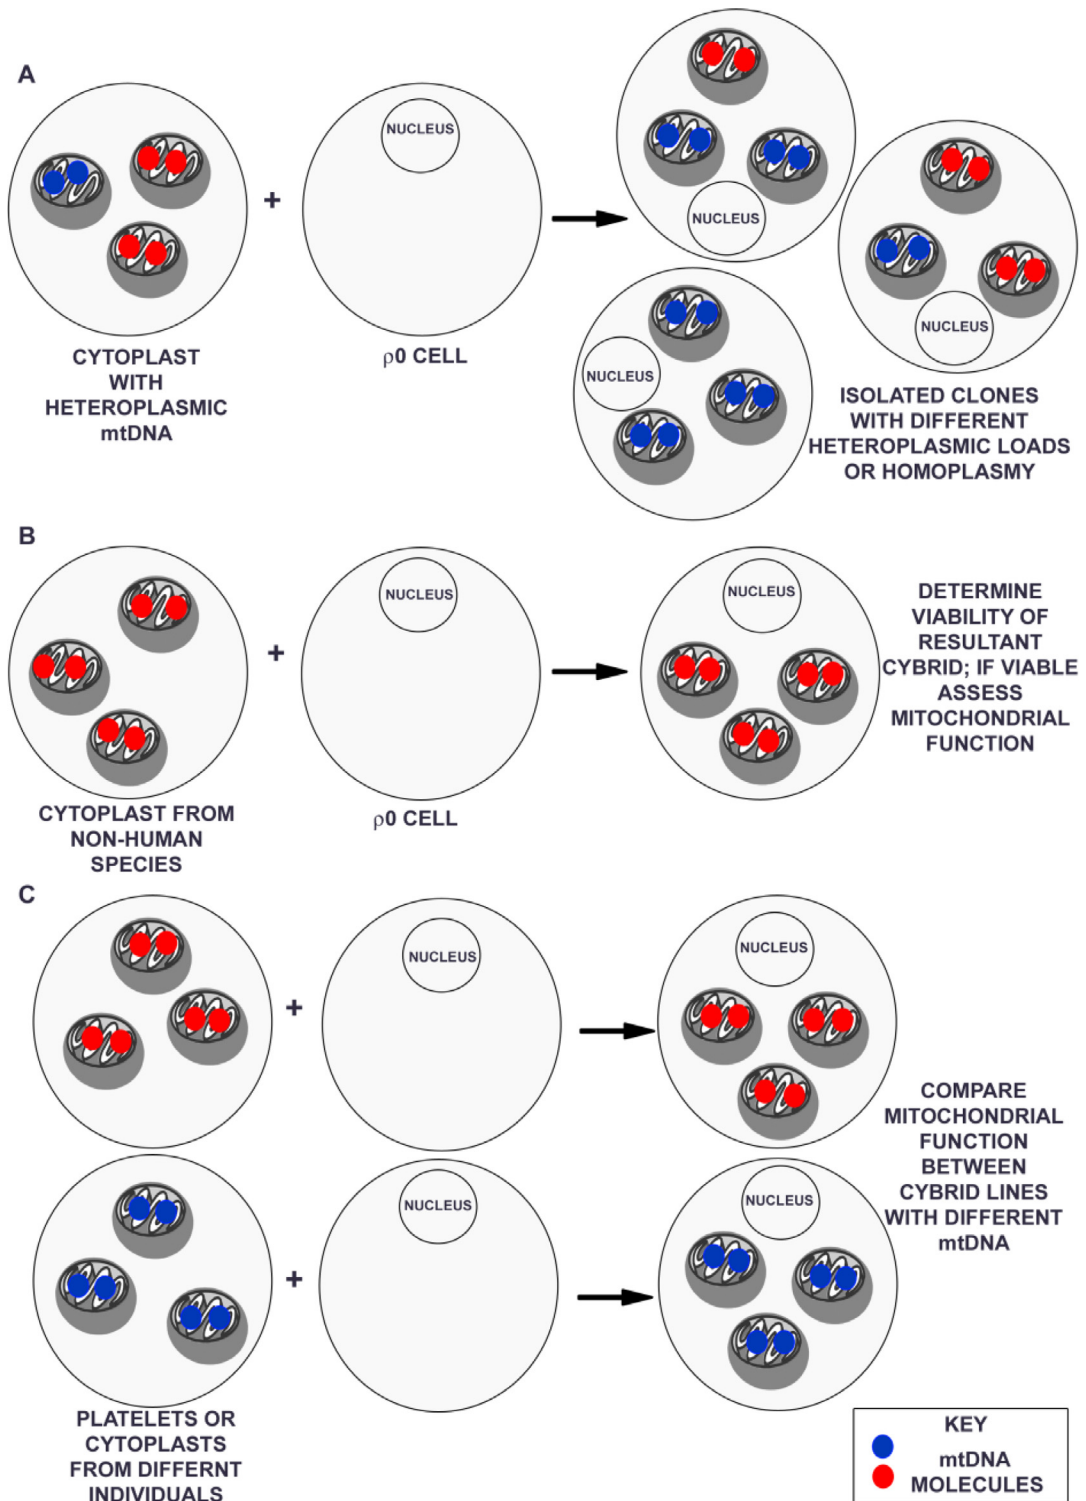 A
NUCLEUS
NUCLEUS
+
NUCLEUS
NUCLEUS
CYTOPLAST
WITH
HETEROPLASMIC
mtDNA
ρ0 CELL
ISOLATED CLONES
WITH DIFFERENT
HETEROPLASMIC LOADS
OR HOMOPLASMY
B
NUCLEUS
NUCLEUS
+
DETERMINE
VIABILITY OF
RESULTANT
CYBRID; IF VIABLE
ASSESS
MITOCHONDRIAL
FUNCTION
CYTOPLAST FROM
NON-HUMAN
SPECIES
ρ0 CELL
C
NUCLEUS
NUCLEUS
+
NUCLEUS
NUCLEUS
+
COMPARE
MITOCHONDRIAL
FUNCTION
BETWEEN
CYBRID LINES
WITH DIFFERENT
mtDNA
PLATELETS OR
CYTOPLASTS
FROM DIFFERNT
INDIVIDUALS
KEY
mtDNA
MOLECULES